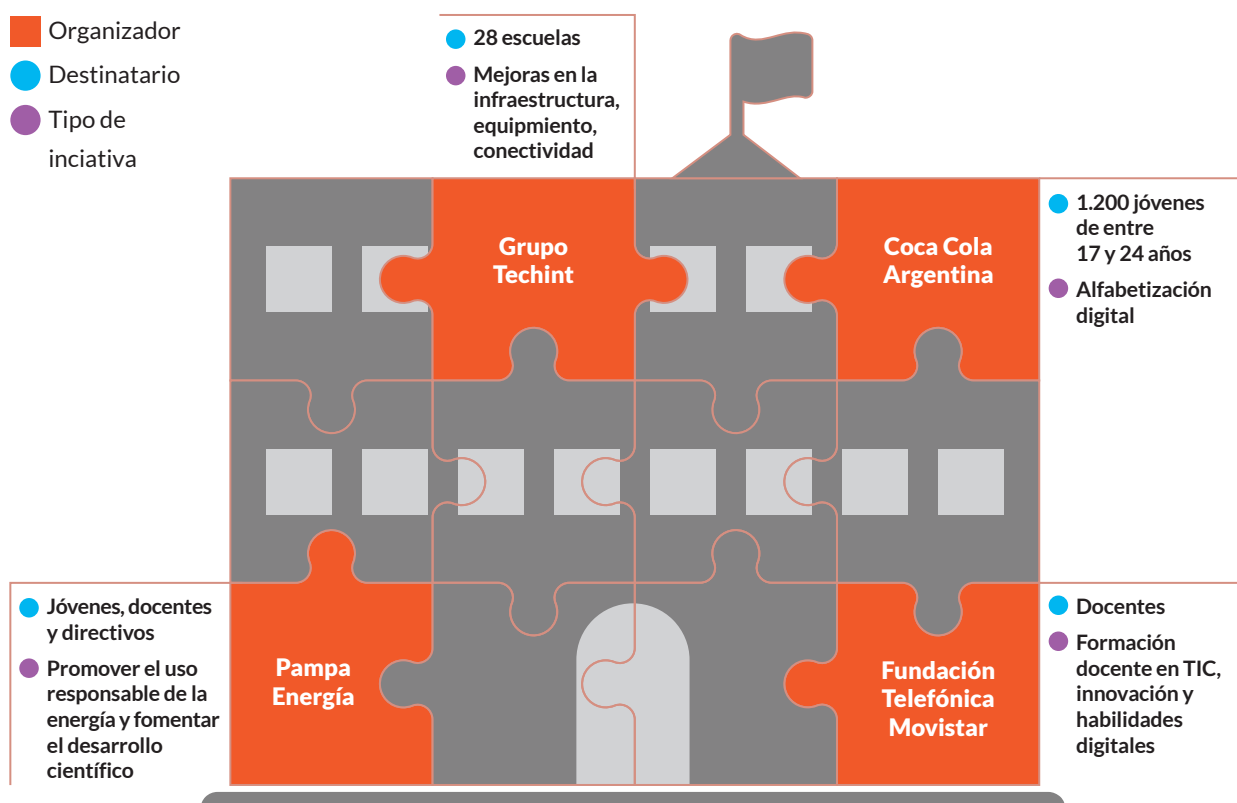 Organizador
Destinatario
Tipo de
inciativa
28 escuelas
Mejoras en la
infraestructura,
equipmiento,
conectividad
Grupo
Techint
Coca Cola
Argentina
1.200 jóvenes
de entre
17 y 24 años
Alfabetización
digital
Jóvenes, docentes
y directivos
Promover el uso
responsable de la
energía y fomentar
el desarrollo
científico
Pampa
Energía
Fundación
Telefónica
Movistar
Docentes
Formación
docente en TIC,
innovación y
habilidades
digitales